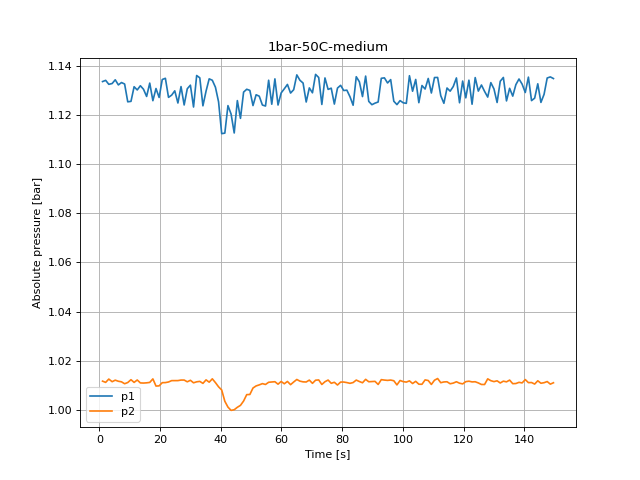 1bar-50C-medium
Absolute pressure [bar]
1.14
1.12
1.10
1.08
1.06
1.04
1.02
1.00
p1
p2
0 20 40 60 80 100 120 140
Time [s]